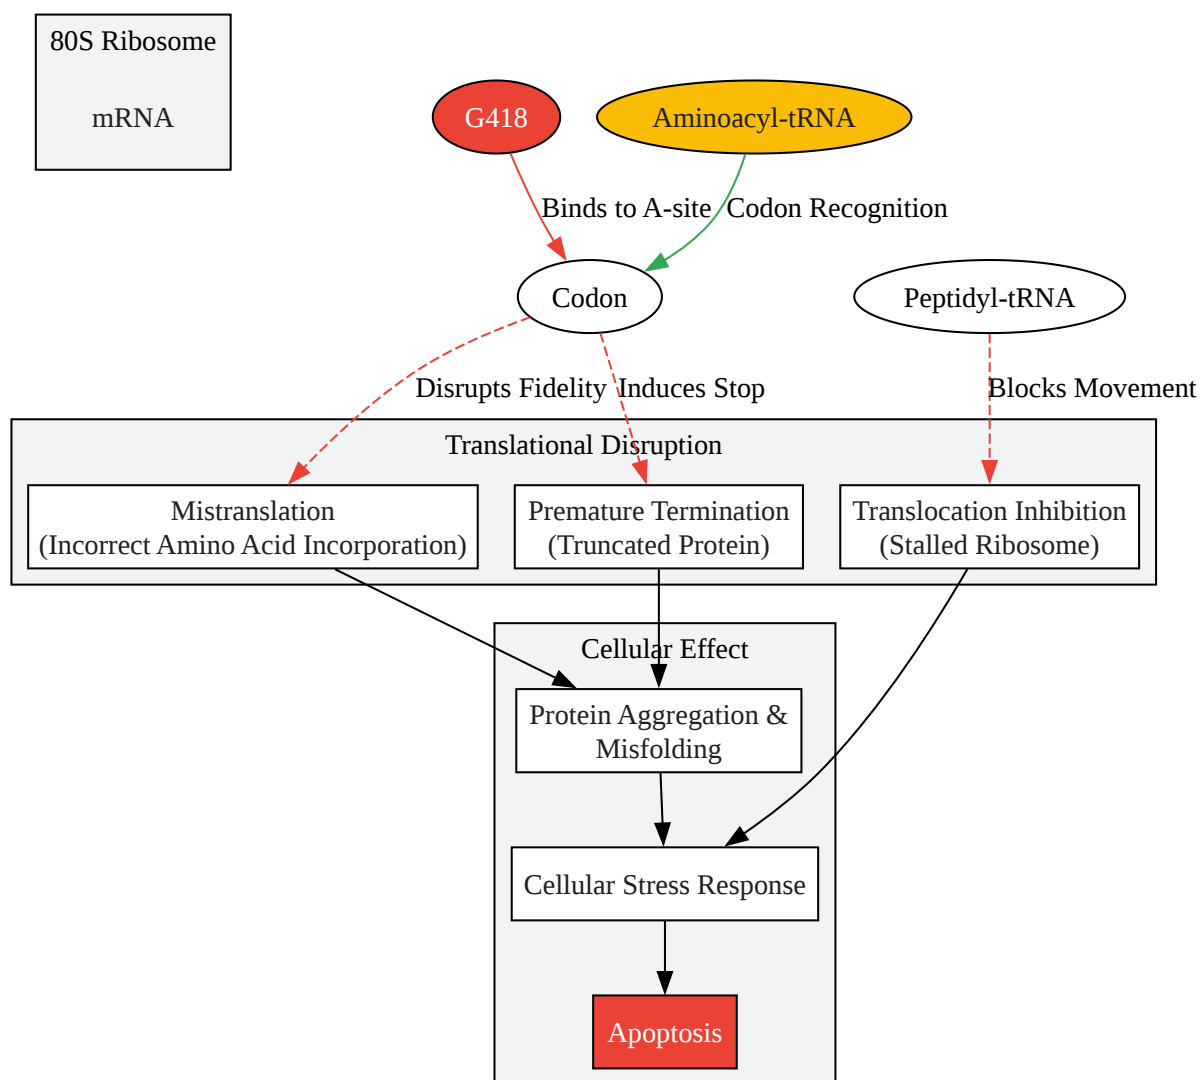 80S Ribosome
mRNA
G418
Aminoacyl-tRNA
Binds to A-site
Codon Recognition
Codon
Peptidyl-tRNA
Disrupts Fidelity
Induces Stop
Blocks Movement
Translational Disruption
Mistranslation
(Incorrect Amino Acid Incorporation)
Premature Termination
(Truncated Protein)
Translocation Inhibition
(Stalled Ribosome)
Cellular Effect
Protein Aggregation &
Misfolding
Cellular Stress Response
Apoptosis